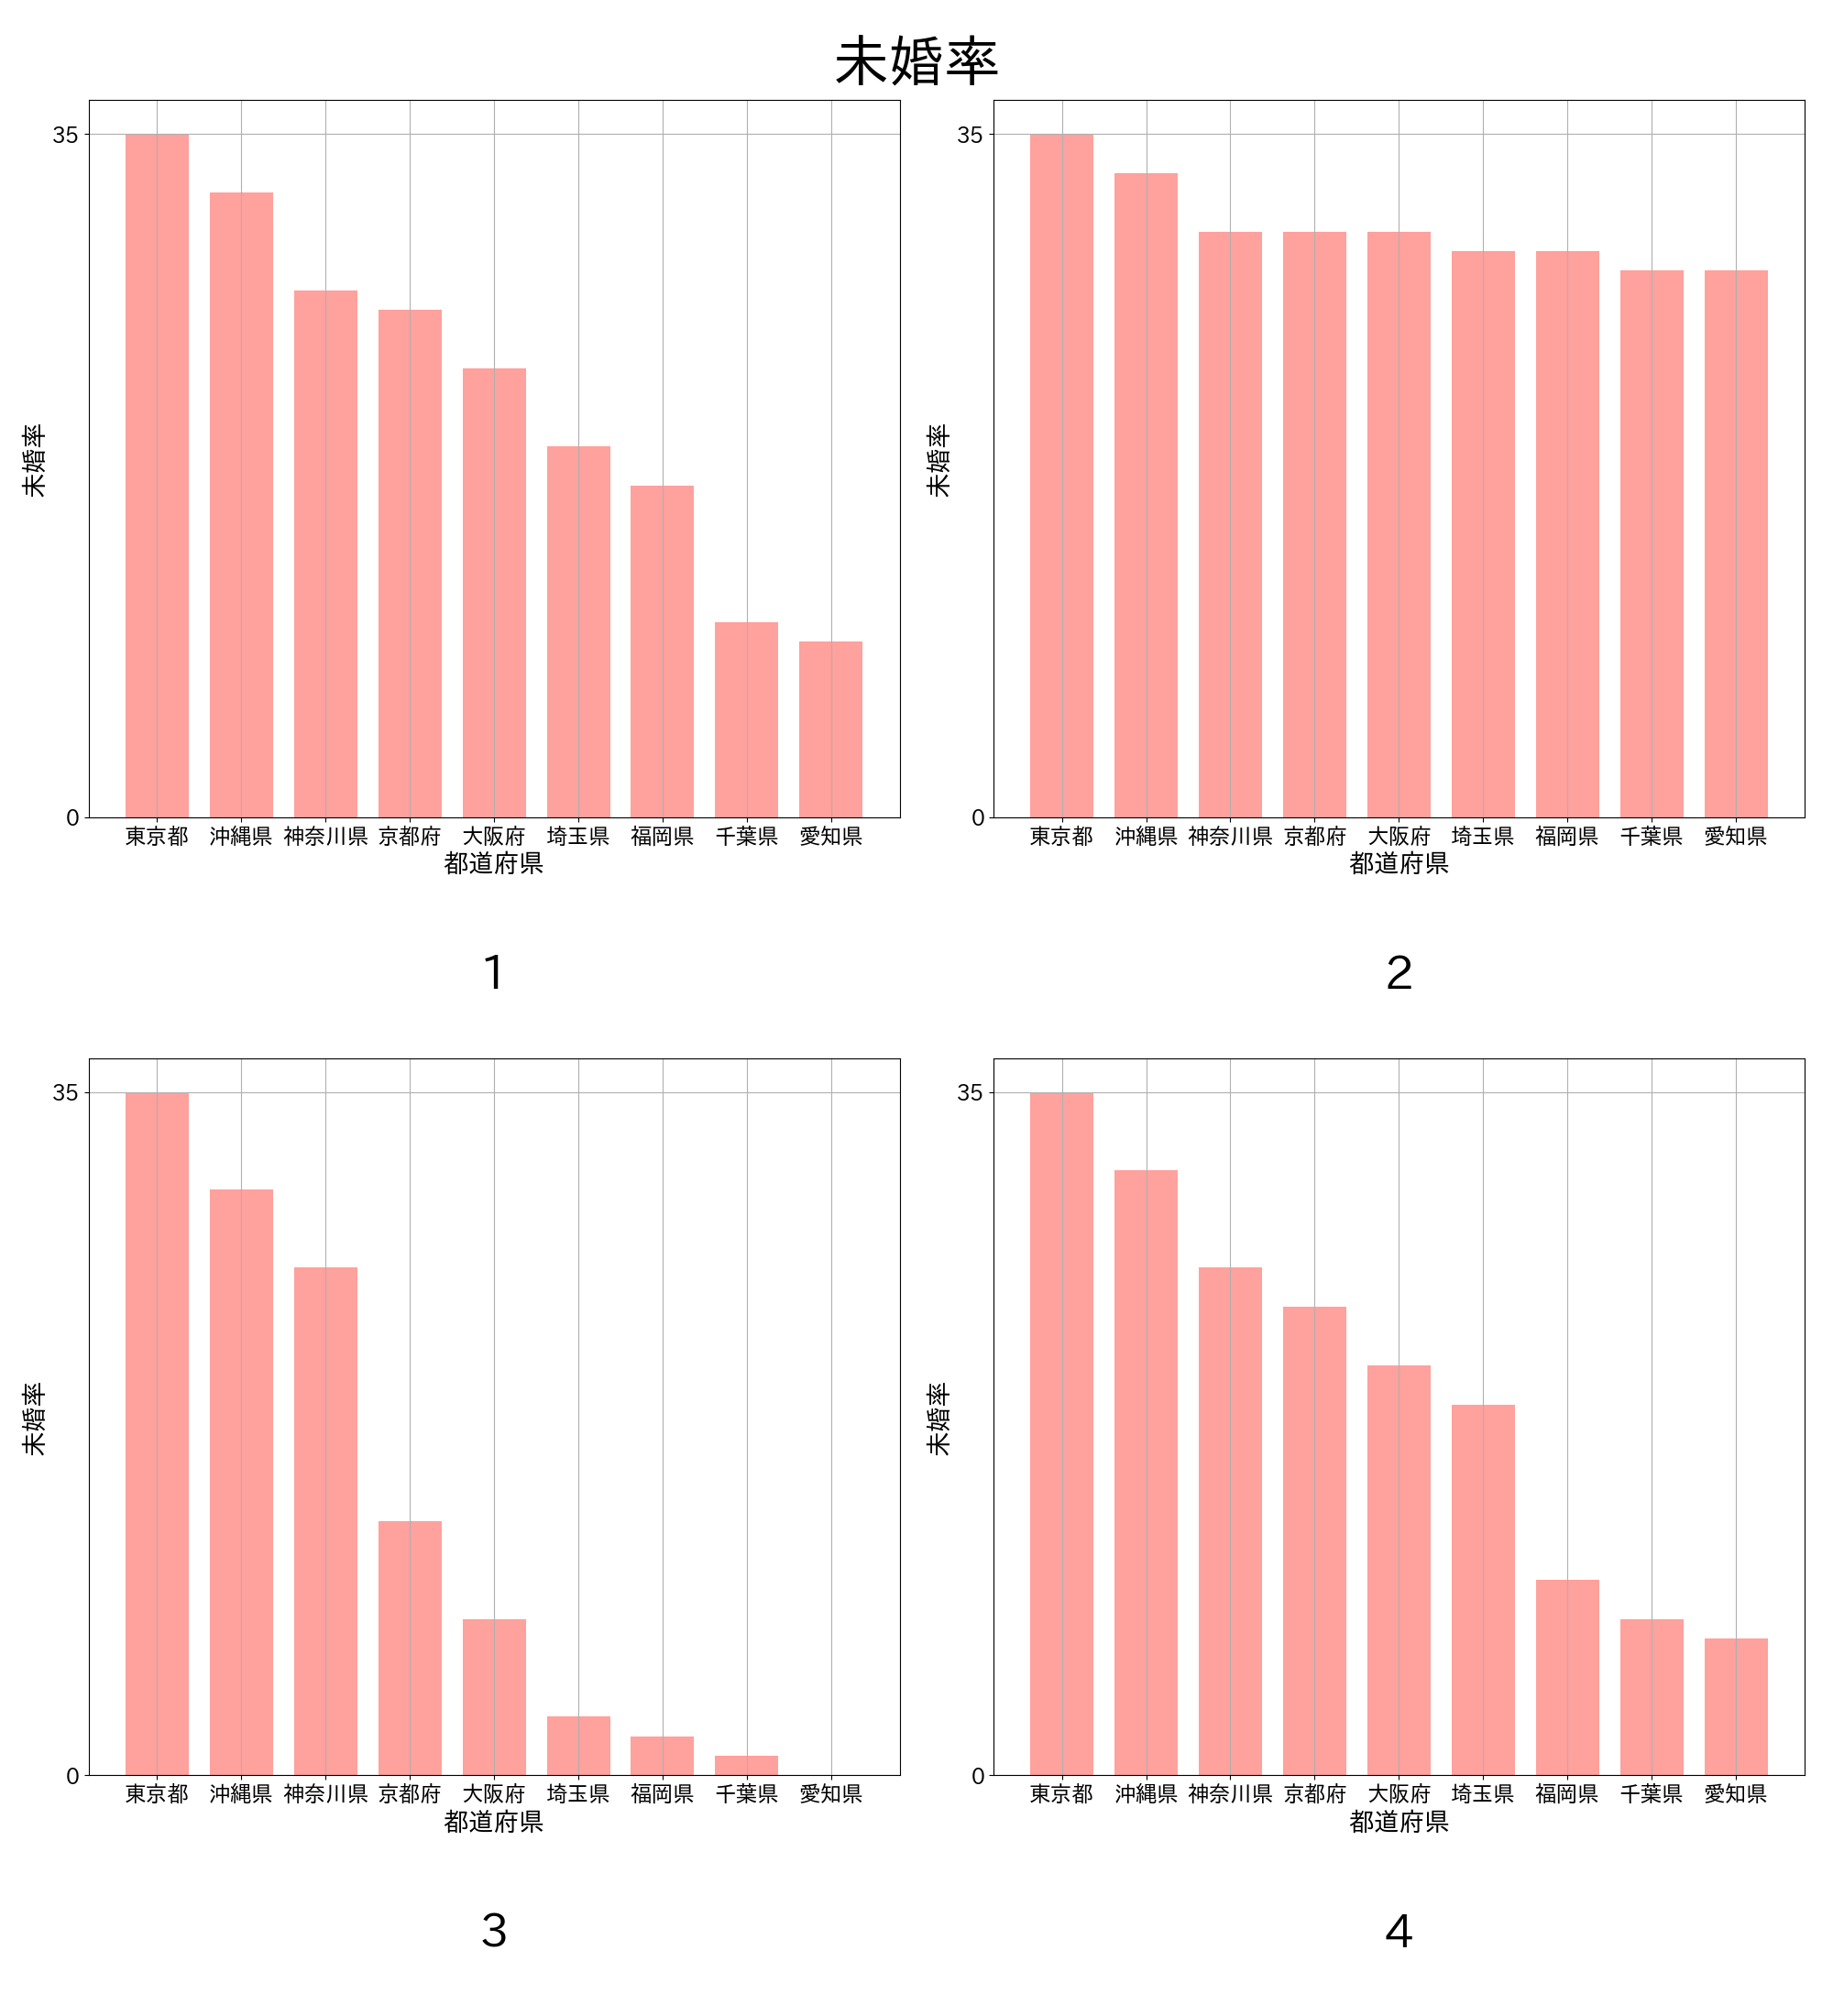 未婚率
35
0
未婚率
東京都 沖縄県 神奈川県 京都府 大阪府 埼玉県 福岡県 千葉県 愛知県
都道府県
1
35
0
未婚率
東京都 沖縄県 神奈川県 京都府 大阪府 埼玉県 福岡県 千葉県 愛知県
都道府県
2
35
0
未婚率
東京都 沖縄県 神奈川県 京都府 大阪府 埼玉県 福岡県 千葉県 愛知県
都道府県
3
35
0
未婚率
東京都 沖縄県 神奈川県 京都府 大阪府 埼玉県 福岡県 千葉県 愛知県
都道府県
4